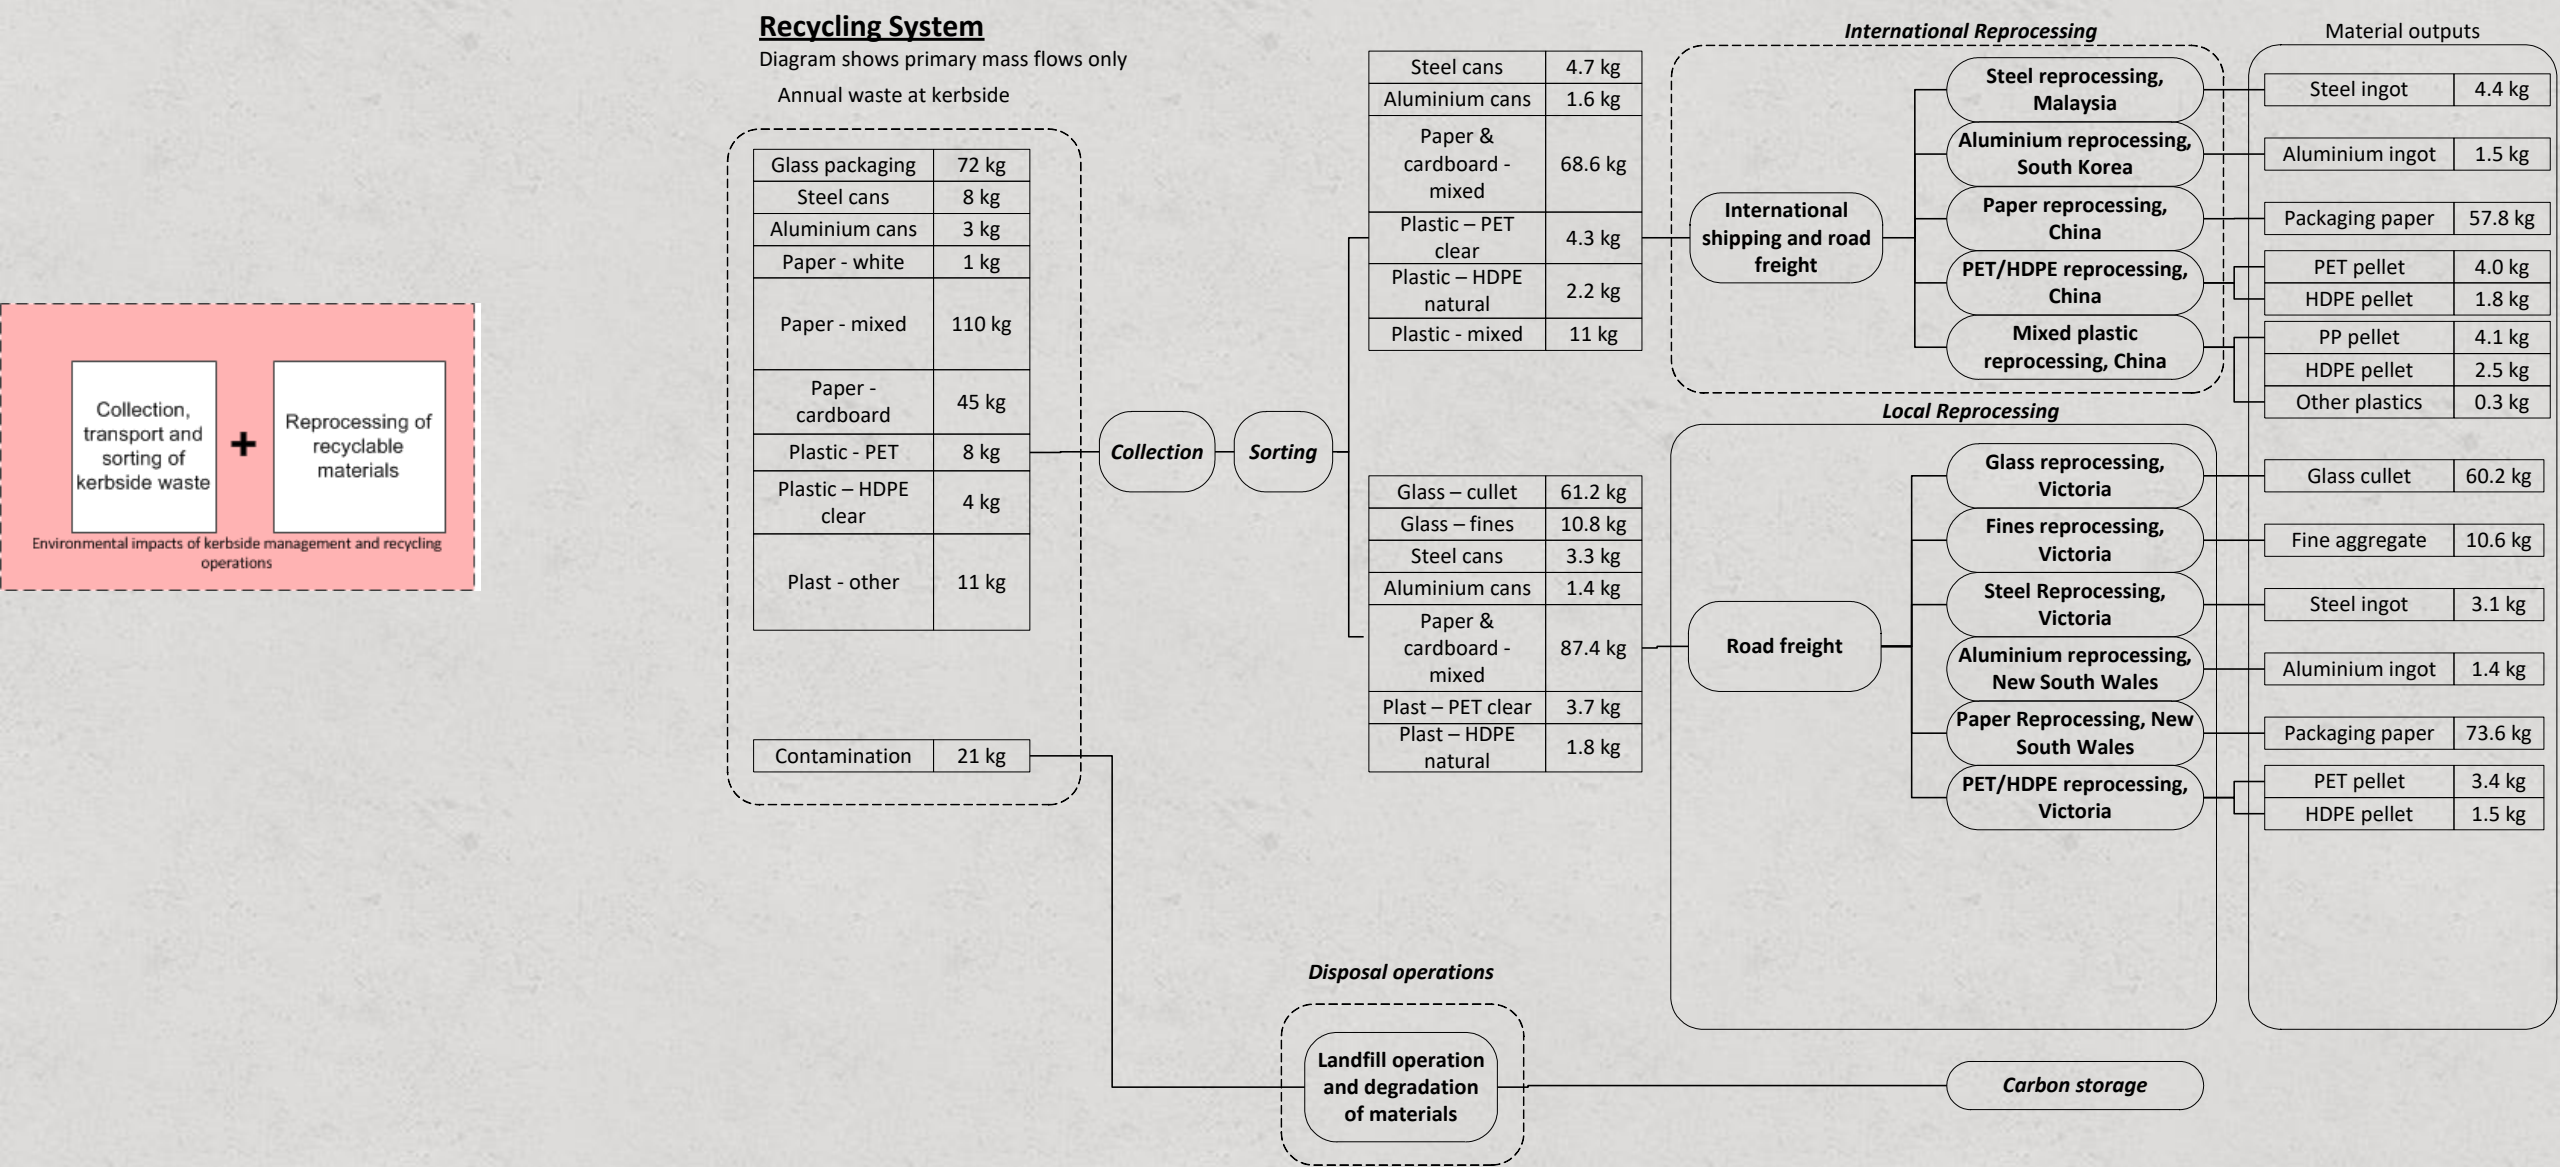 Recycling System
Diagram shows primary mass flows only
Annual waste at kerbside
Collection,
transport and
sorting of
kerbside waste
+
Reprocessing of
recyclable
materials
Environmental impacts of kerbside management and recycling
operations
Glass packaging 72 kg
Steel cans 8 kg
Aluminium cans 3 kg
Paper - white 1 kg
Paper - mixed 110 kg
Paper -
cardboard 45 kg
Plastic - PET 8 kg
Plastic – HDPE
clear 4 kg
Plast - other 11 kg
Contamination 21 kg
Collection
Sorting
Steel cans 4.7 kg
Aluminium cans 1.6 kg
Paper &
cardboard -
mixed 68.6 kg
Plastic – PET
clear 4.3 kg
Plastic – HDPE
natural 2.2 kg
Plastic - mixed 11 kg
Glass – cullet 61.2 kg
Glass – fines 10.8 kg
Steel cans 3.3 kg
Aluminium cans 1.4 kg
Paper &
cardboard -
mixed 87.4 kg
Plast – PET clear 3.7 kg
Plast – HDPE
natural 1.8 kg
International Reprocessing
International
shipping and road
freight
Steel reprocessing,
Malaysia
Aluminium reprocessing,
South Korea
Paper reprocessing,
China
PET/HDPE reprocessing,
China
Mixed plastic
reprocessing, China
Local Reprocessing
Road freight
Glass reprocessing,
Victoria
Fines reprocessing,
Victoria
Steel Reprocessing,
Victoria
Aluminium reprocessing,
New South Wales
Paper Reprocessing, New
South Wales
PET/HDPE reprocessing,
Victoria
Material outputs
Steel ingot 4.4 kg
Aluminium ingot 1.5 kg
Packaging paper 57.8 kg
PET pellet 4.0 kg
HDPE pellet 1.8 kg
PP pellet 4.1 kg
HDPE pellet 2.5 kg
Other plastics 0.3 kg
Glass cullet 60.2 kg
Fine aggregate 10.6 kg
Steel ingot 3.1 kg
Aluminium ingot 1.4 kg
Packaging paper 73.6 kg
PET pellet 3.4 kg
HDPE pellet 1.5 kg
Disposal operations
Landfill operation
and degradation
of materials
Carbon storage